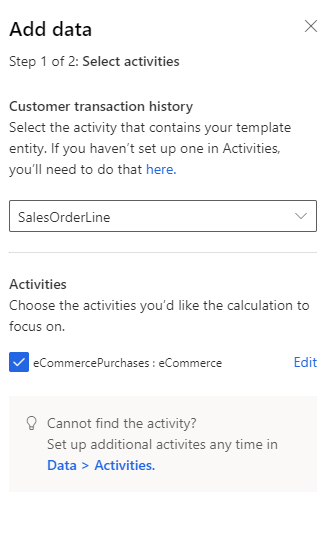 Add data
Step 1 of 2: Select activities
Customer transaction history
Select the activity that contains your template
entity. If you haven't set up one in Activities,
you'll need to do that here.
SalesOrderLine
Activities
Choose the activities you'd like the calculation to
focus on.
eCommercePurchases : eCommerce Edit
Cannot find the activity?
Set up additional activites any time in
Data > Activities.